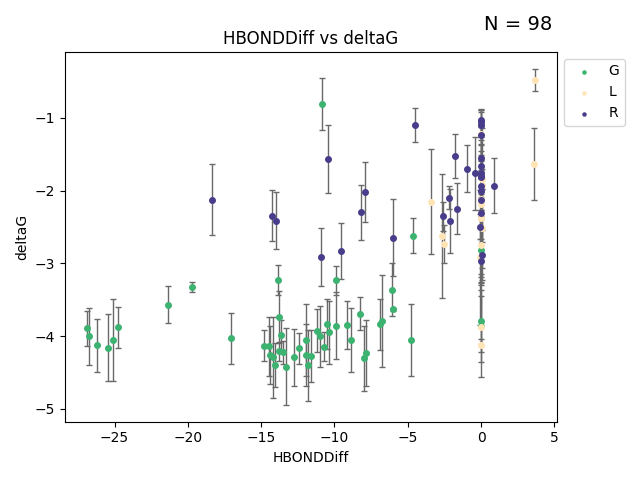 N = 98
HBONDDiff vs deltaG
G
L
R
−1
−2
−3
−4
−5
deltaG
−25
−20
−15
−10
−5
0
5
HBONDDiff